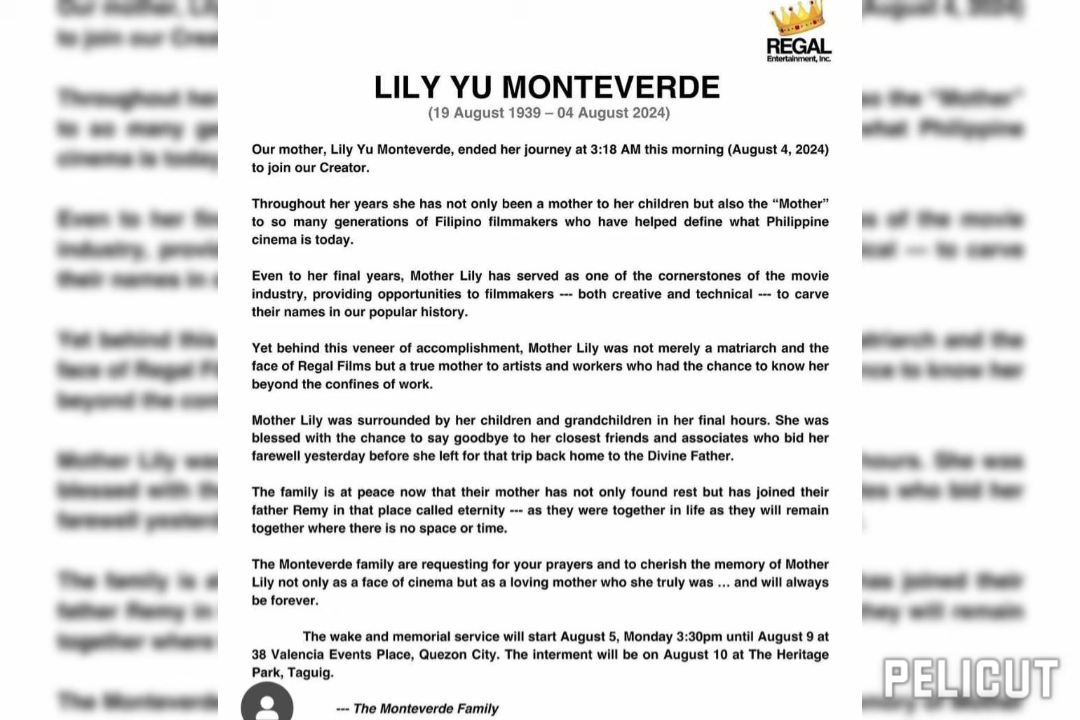 REGAL
Entertainment, Inc.
LILY YU MONTEVERDE
(19 August 1939 – 04 August 2024)
Our mother, Lily Yu Monteverde, ended her journey at 3:18 AM this morning (August 4, 2024)
to join our Creator.
Throughout her years she has not only been a mother to her children but also the “Mother”
to so many generations of Filipino filmmakers who have helped define what Philippine
cinema is today.
Even to her final years, Mother Lily has served as one of the cornerstones of the movie
industry, providing opportunities to filmmakers --- both creative and technical --- to carve
their names in our popular history.
Yet behind this veneer of accomplishment, Mother Lily was not merely a matriarch and the
face of Regal Films but a true mother to artists and workers who had the chance to know her
beyond the confines of work.
Mother Lily was surrounded by her children and grandchildren in her final hours. She was
blessed with the chance to say goodbye to her closest friends and associates who bid her
farewell yesterday before she left for that trip back home to the Divine Father.
The family is at peace now that their mother has not only found rest but has joined their
father Remy in that place called eternity --- as they were together in life as they will remain
together where there is no space or time.
The Monteverde family are requesting for your prayers and to cherish the memory of Mother
Lily not only as a face of cinema but as a loving mother who she truly was … and will always
be forever.
The wake and memorial service will start August 5, Monday 3:30pm until August 9 at
38 Valencia Events Place, Quezon City. The interment will be on August 10 at The Heritage
Park, Taguig.
--- The Monteverde Family
PELICUT